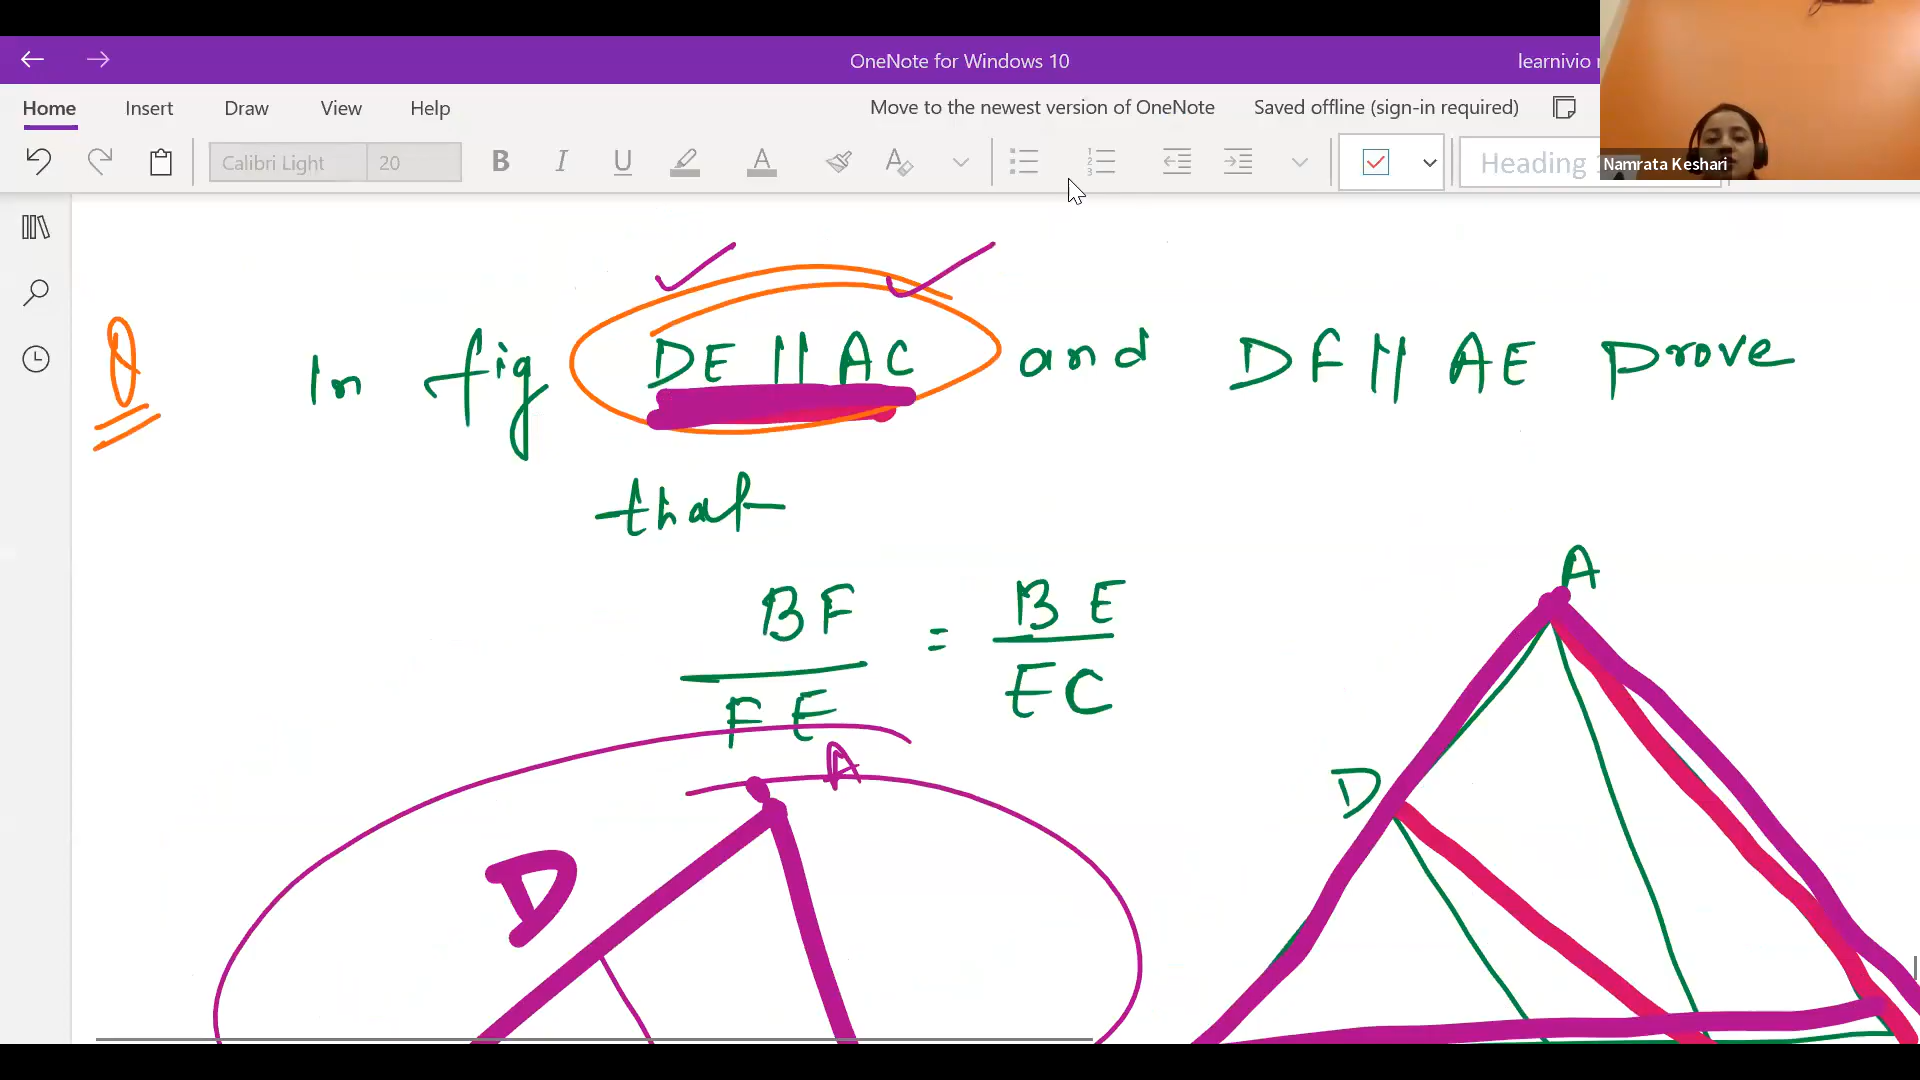 OneNote for Windows 10
learnivio
Home Insert Draw View Help
Move to the newest version of OneNote Saved offline (sign-in required)
Calibri Light 20 B I U A A Heading
Namrata Keshari
Q In fig DE || AC and DF || AE prove
that
BF / FE = BE / EC
A
D
A
D